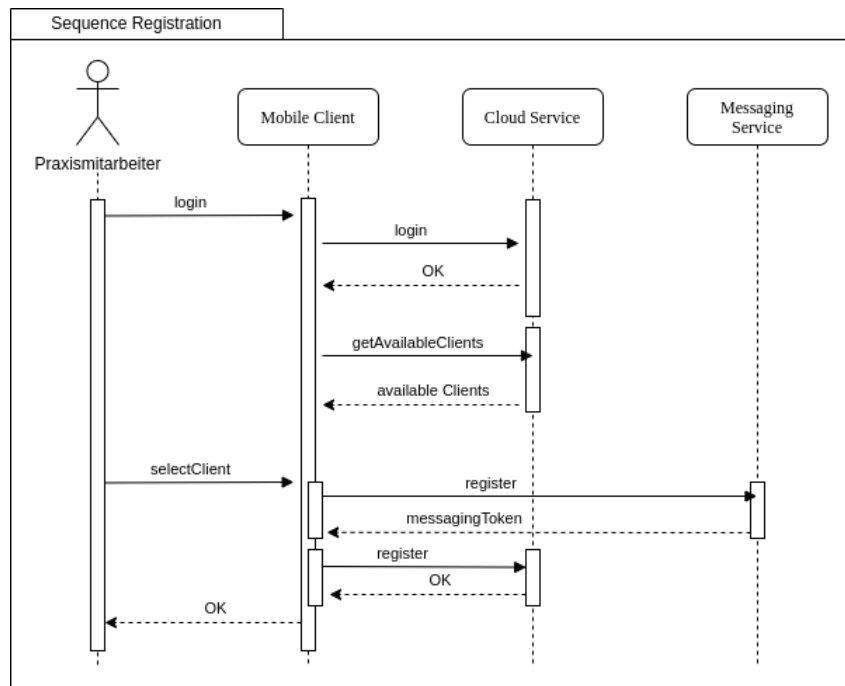 Sequence Registration
Mobile Client
Cloud Service
Messaging
Service
Praxismitarbeiter
login
login
OK
getAvailableClients
available Clients
selectClient
register
messagingToken
register
OK
OK